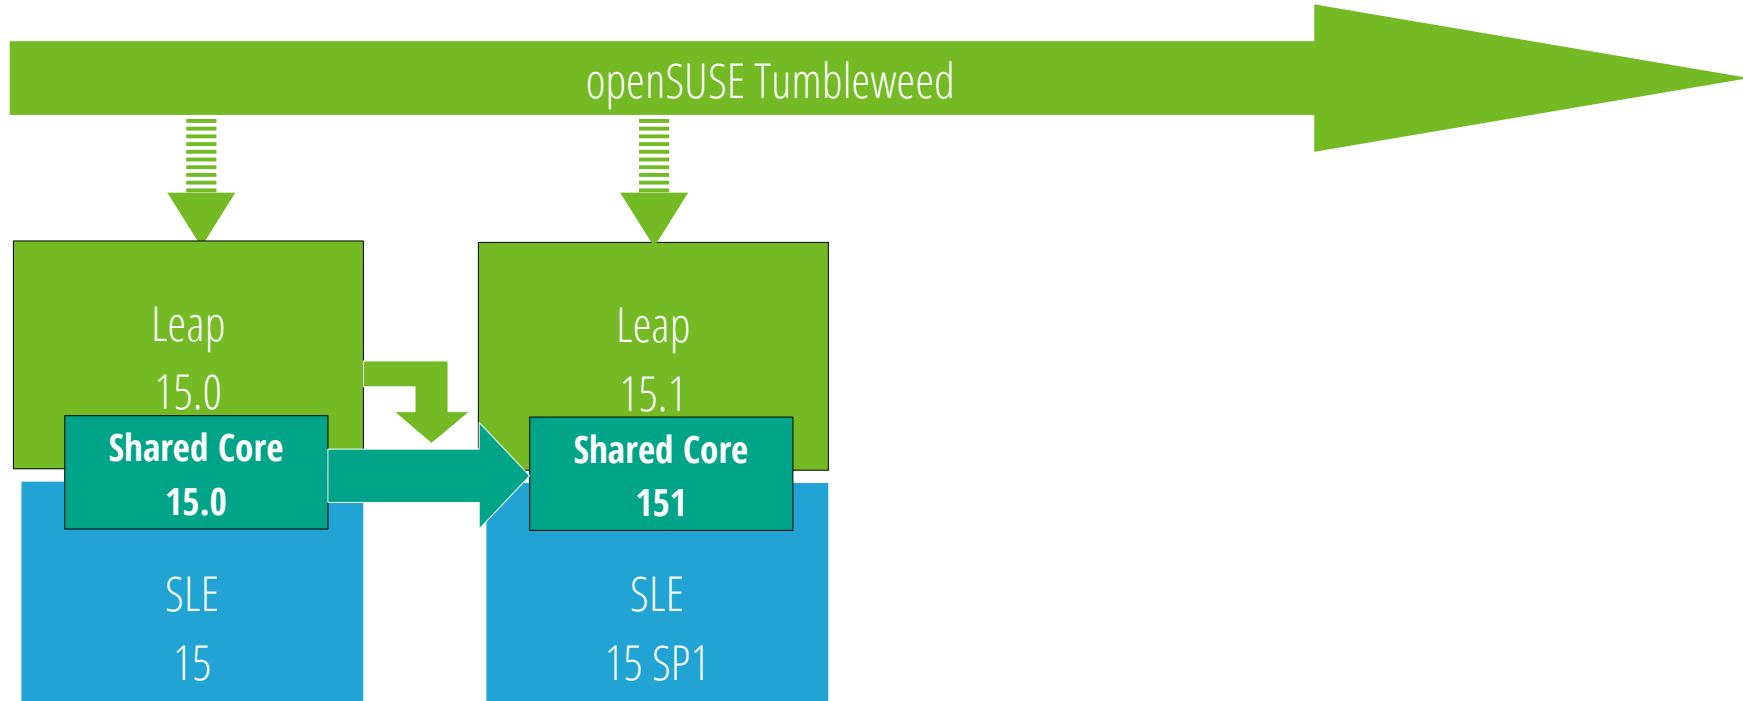 openSUSE Tumbleweed
Leap
15.0
Shared Core
15.0
SLE
15
Leap
15.1
Shared Core
151
SLE
15 SP1